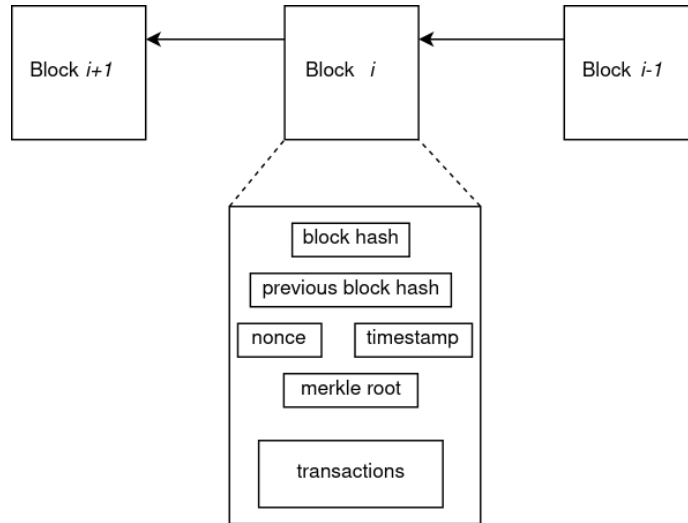 Block i+1
Block i
Block i-1
block hash
previous block hash
nonce
timestamp
merkle root
transactions